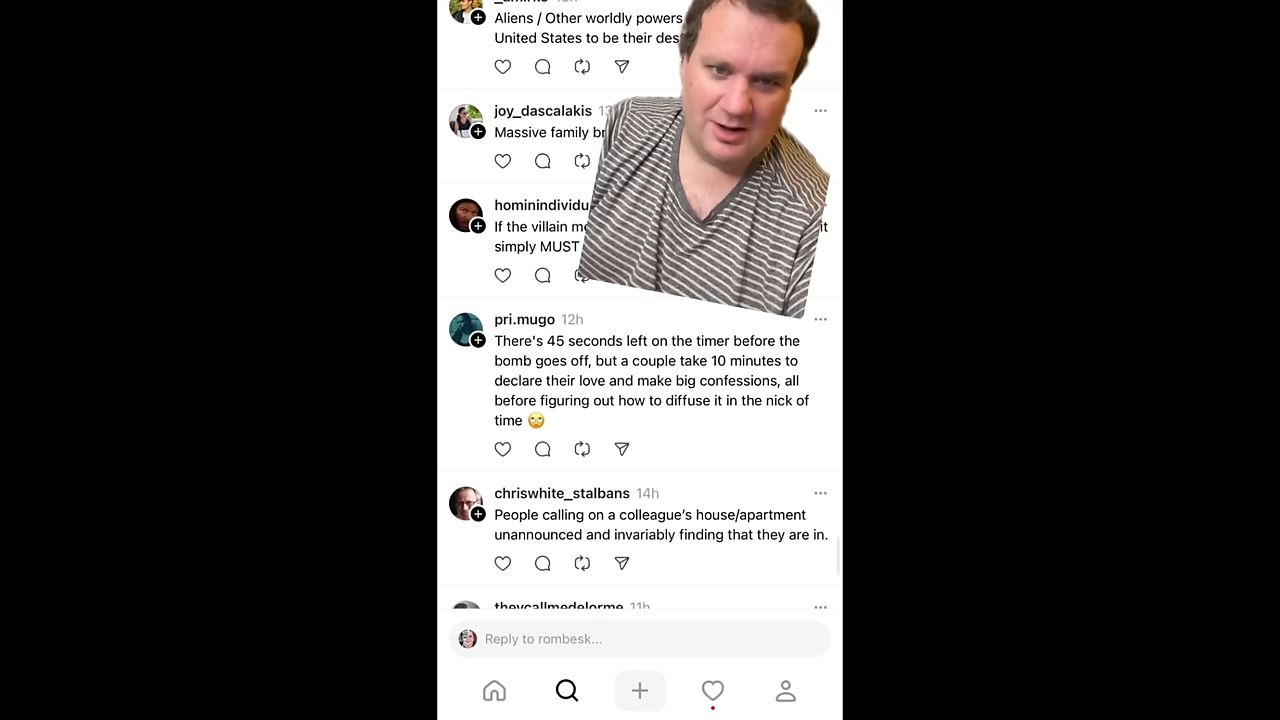 Aliens / Other worldly powers
United States to be their
joy_dascalakis
Massive family
hominindividu
If the villain it
simply MUST
pri.mugo 12h
There's 45 seconds left on the timer before the
bomb goes off, but a couple take 10 minutes to
declare their love and make big confessions, all
before figuring out how to diffuse it in the nick of
time 🙄
chriswhite_stalbans 14h
People calling on a colleague's house/apartment
unannounced and invariably finding that they are in.
theycallmedelorme 11h
Reply to rombesk...